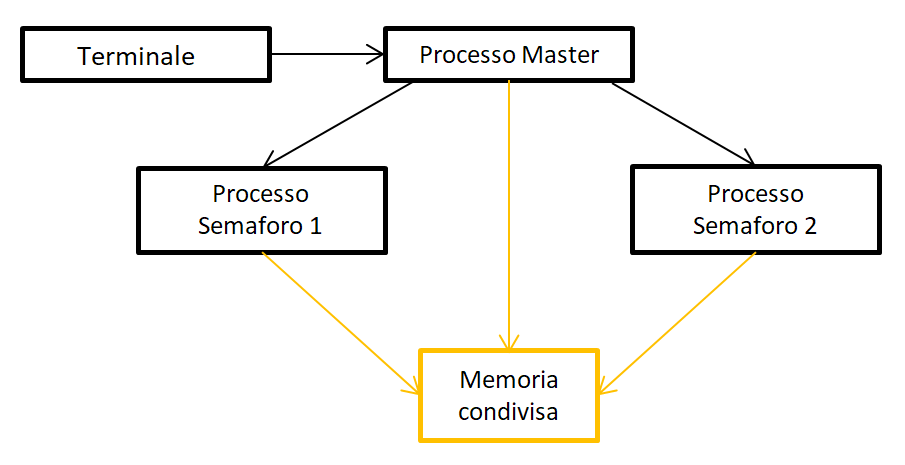 Terminale
Processo Master
Processo
Semaforo 1
Processo
Semaforo 2
Memoria
condivisa